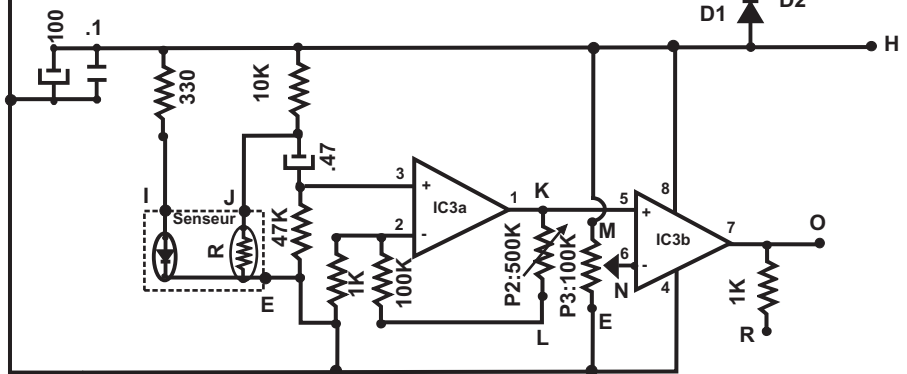 D1
D2
100
.1
H
330
10K
.47
I
J
Senseur
R
47K
3
+
2
-
IC3a
1
K
E
1K
100K
P2:500K
L
P3:100K
M
N
E
5
+
6
-
8
IC3b
4
7
O
1K
R